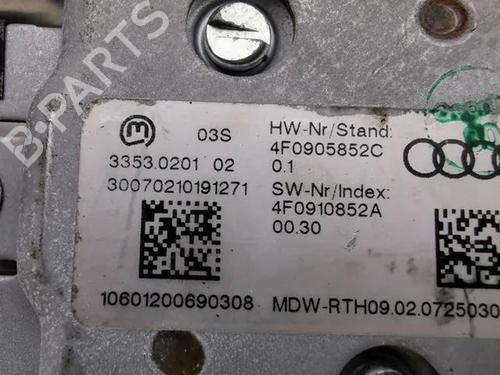 B-PARTS
03S
3353.0201 02
30070210191271
10601200690308
HW-Nr/Stand:
4F0905852C
0.1
SW-Nr/Index:
4F0910852A
00.30
MDW-RTH09.02.0725030